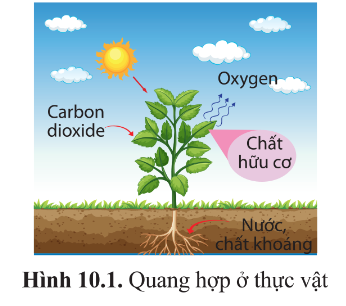 Oxygen
Carbon
dioxide
Chất
hữu cơ
Nước,
chất khoáng
Hình 10.1. Quang hợp ở thực vật